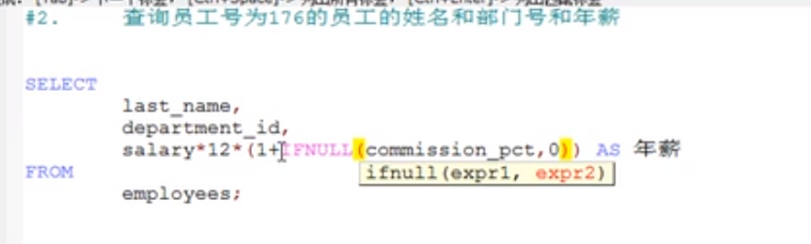 #2. 查询员工号为176的员工的姓名和部门号和年薪
SELECT
last_name,
department_id,
salary*12*(1+IFNULL(commission_pct,0)) AS 年薪
ifnull(expr1, expr2)
FROM
employees;